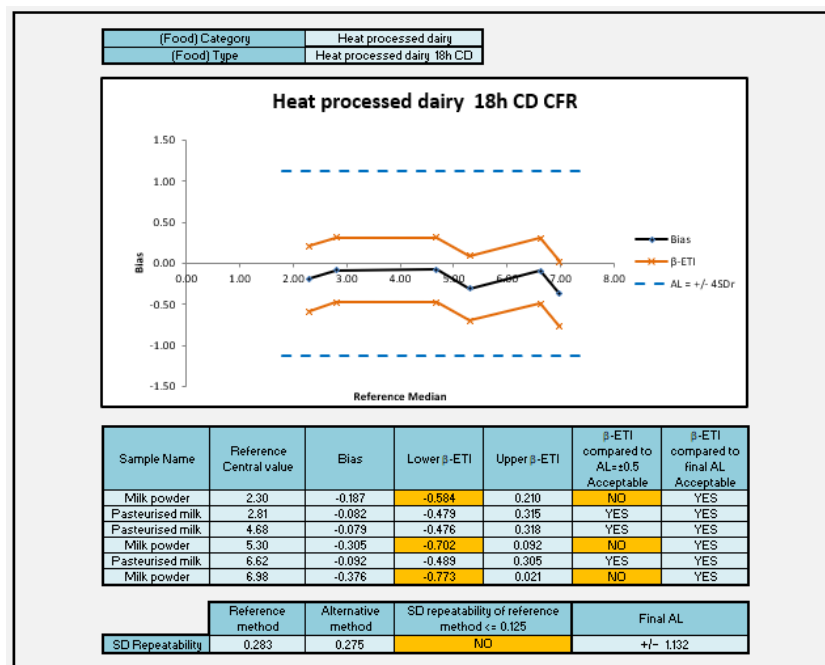 (Food) Category Heat processed dairy
(Food) Type Heat processed dairy 18h CD
Heat processed dairy 18h CD CFR
1.50
1.00
0.50
0.00
-0.50
-1.00
-1.50
0.00 1.00 2.00 3.00 4.00 5.00 6.00 7.00 8.00
Bias
Reference Median
Bias
β-ETI
AL = +/- 4SDr
Sample Name Reference Central value Bias Lower β-ETI Upper β-ETI β-ETI compared to AL=±0.5 Acceptable β-ETI compared to final AL Acceptable
Milk powder 2.30 -0.187 -0.584 0.210 NO YES
Pasteurised milk 2.81 -0.082 -0.479 0.315 YES YES
Pasteurised milk 4.68 -0.079 -0.476 0.318 YES YES
Milk powder 5.30 -0.305 -0.702 0.092 NO YES
Pasteurised milk 6.62 -0.092 -0.489 0.305 YES YES
Milk powder 6.98 -0.376 -0.773 0.021 NO YES
Reference method Alternative method SD repeatability of reference method <= 0.125 Final AL
SD Repeatability 0.283 0.275 NO +/- 1.132